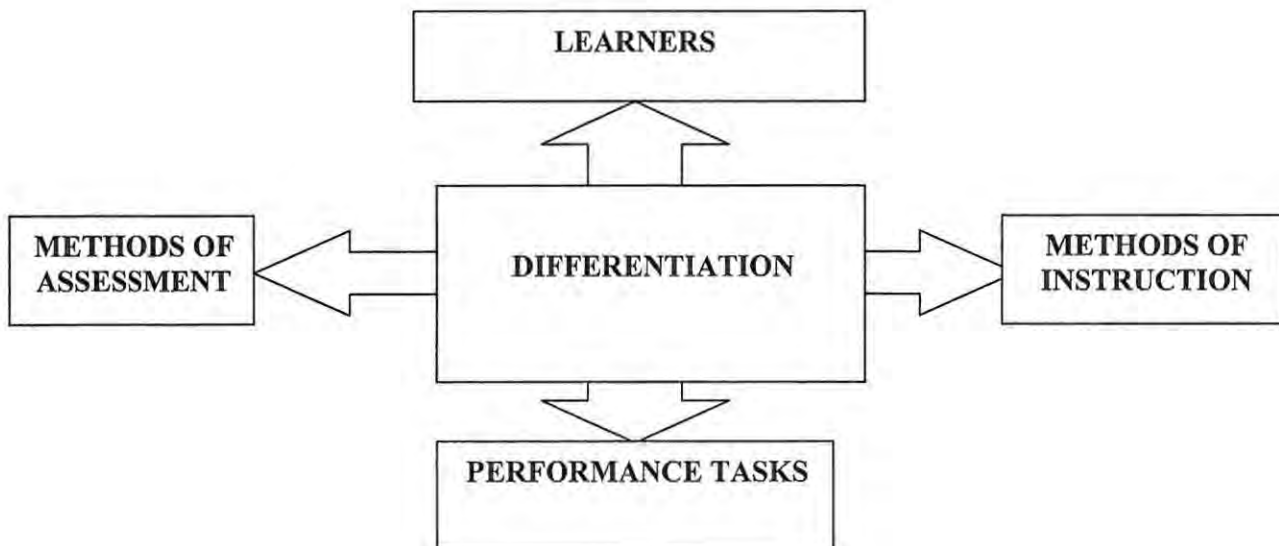 LEARNERS
METHODS OF
ASSESSMENT
DIFFERENTIATION
METHODS OF
INSTRUCTION
PERFORMANCE TASKS